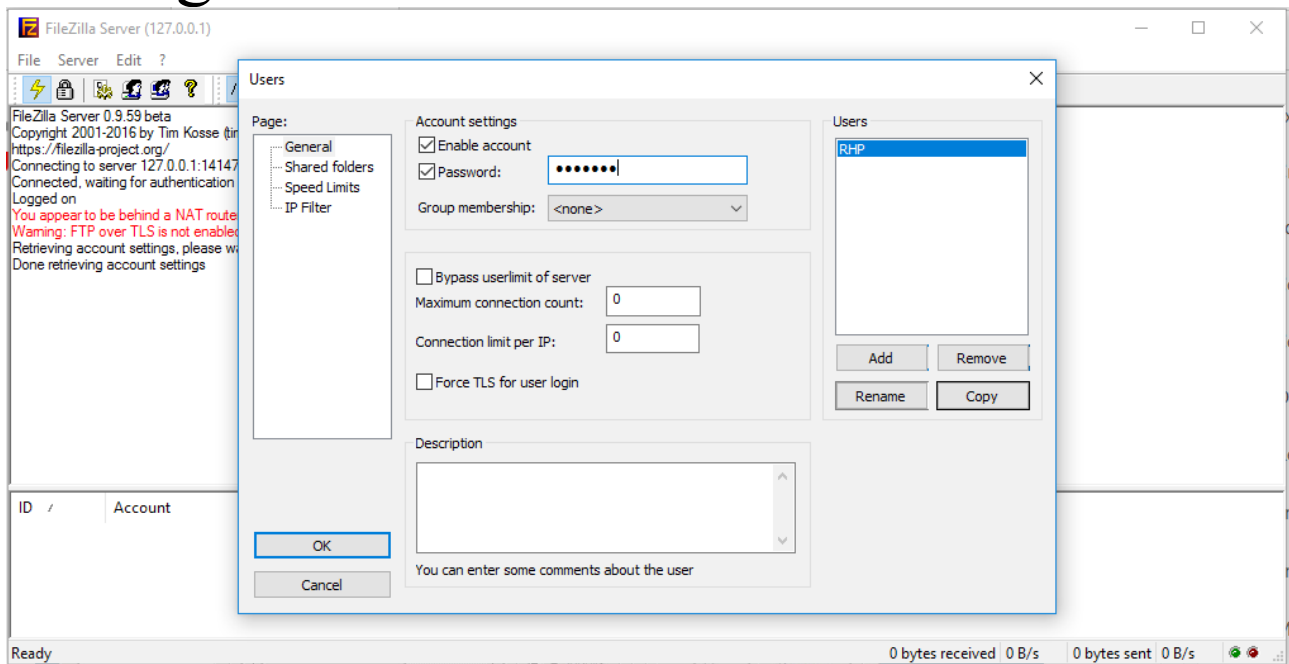 FileZilla Server (127.0.0.1)
File Server Edit ?
FileZilla Server 0.9.59 beta
Copyright 2001-2016 by Tim Kosse
https://filezilla-project.org/
Connecting to server 127.0.0.1:14147
Connected, waiting for authentication
Logged on
You appear to be behind a NAT
Warning: FTP over TLS is not
Retrieving account settings, please
Done retrieving account settings
Users
Page:
General
Shared folders
Speed Limits
IP Filter
Account settings
Enable account
Password: •••••••
Group membership: <none>
Bypass userlimit of server
Maximum connection count: 0
Connection limit per IP: 0
Force TLS for user login
Description
You can enter some comments about the user
Users
RHP
Add Remove
Rename Copy
OK
Cancel
ID / Account
Ready 0 bytes received 0 B/s 0 bytes sent 0 B/s